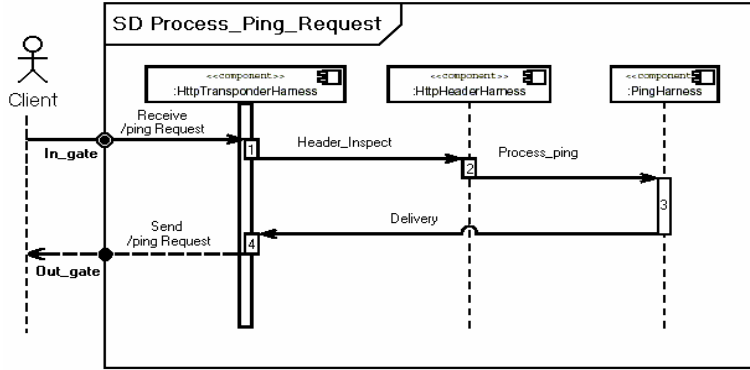 SD Process_Ping_Request
<<component>>
:HttpTransponderHarness
<<component>>
:HttpHeaderHarness
<<component>>
:PingHarness
Client
Receive
/ping Request
In_gate
1
Header_Inspect
2
Process_ping
3
Delivery
Send
/ping Request
4
Out_gate